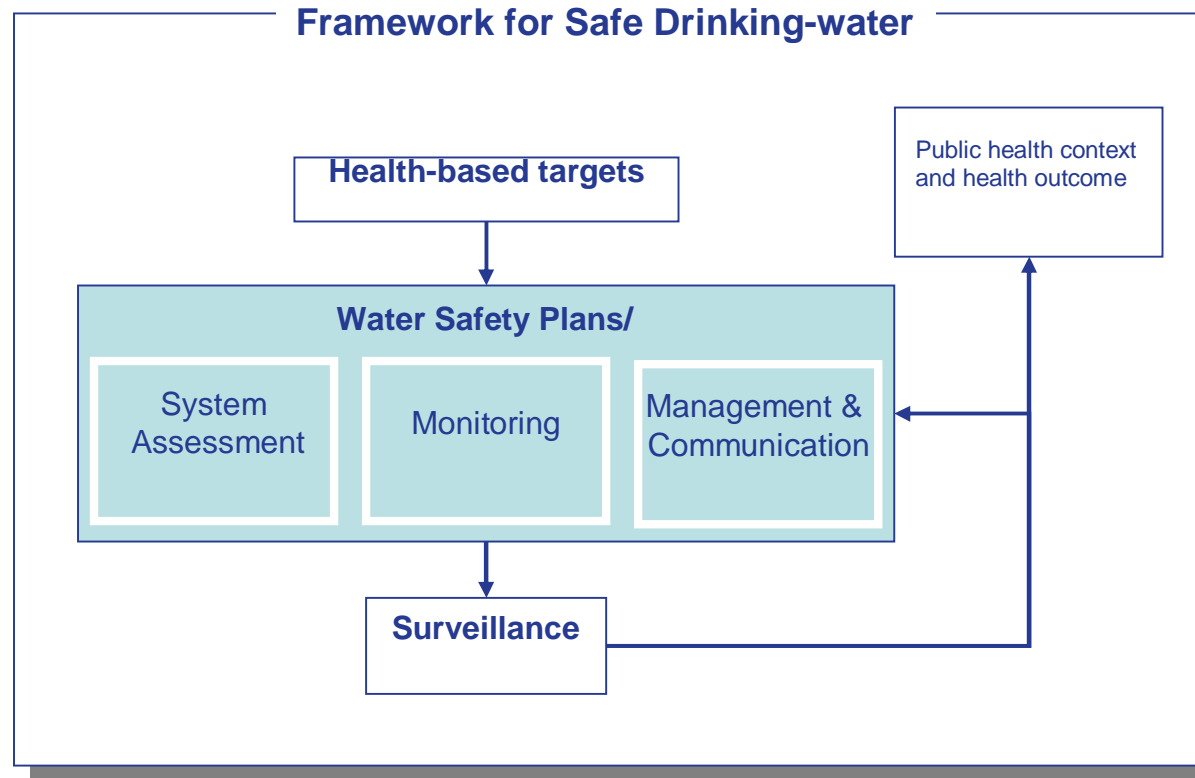 Framework for Safe Drinking-water
Public health context
and health outcome
Health-based targets
Water Safety Plans/
System
Assessment
Monitoring
Management &
Communication
Surveillance